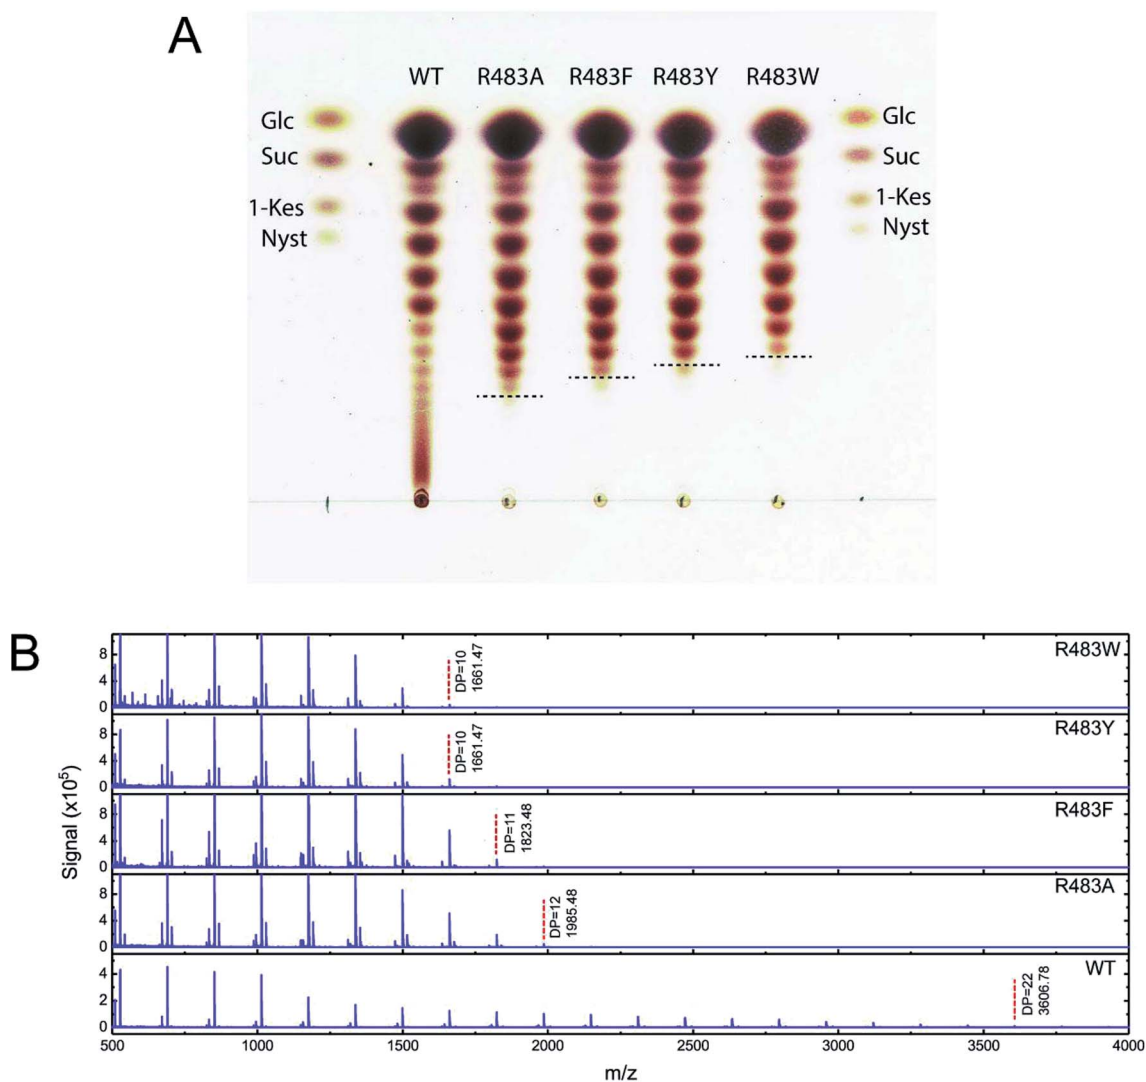 A
WT R483A R483F R483Y R483W
Glc Glc
Suc Suc
1-Kes 1-Kes
Nyst Nyst
B
8
4
0
DP=10
1661.47
R483W
8
4
0
DP=10
1661.47
R483Y
8
4
0
DP=11
1823.48
R483F
8
4
0
DP=12
1985.48
R483A
4
2
0
DP=22
3606.78
WT
Signal (x10⁵)
500 1000 1500 2000 2500 3000 3500 4000
m/z